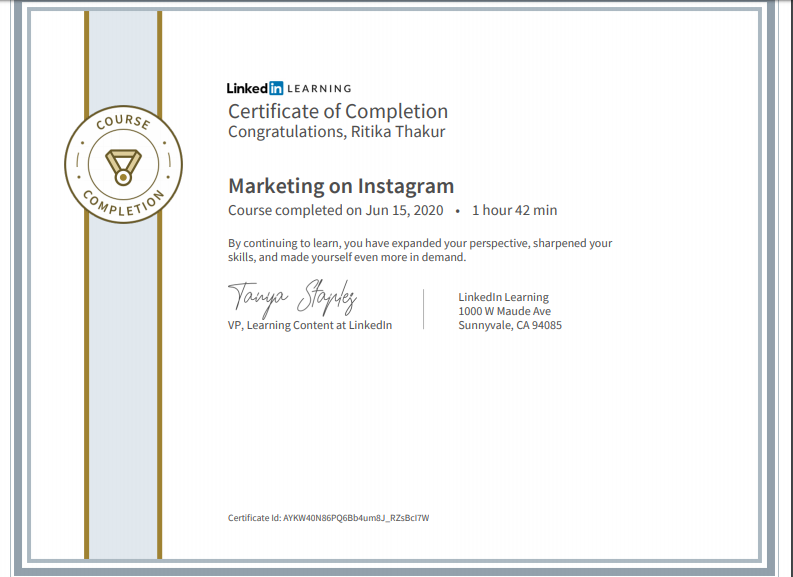 COURSE
COMPLETION
LinkedIn LEARNING
Certificate of Completion
Congratulations, Ritika Thakur
Marketing on Instagram
Course completed on Jun 15, 2020 • 1 hour 42 min
By continuing to learn, you have expanded your perspective, sharpened your
skills, and made yourself even more in demand.
Tanya Staples
VP, Learning Content at LinkedIn
LinkedIn Learning
1000 W Maude Ave
Sunnyvale, CA 94085
Certificate Id: AYKW40N86PQ6Bb4um8J_RZsBcI7W